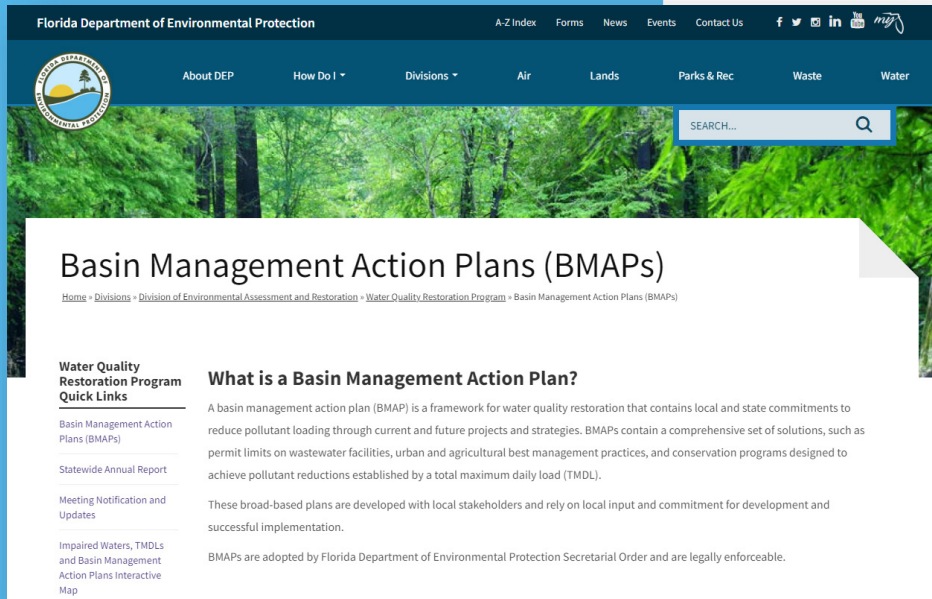 Florida Department of Environmental Protection
A-Z Index Forms News Events Contact Us
You
Tube
my
FLORIDA DEPARTMENT OF
ENVIRONMENTAL PROTECTION
About DEP How Do I Divisions Air Lands Parks & Rec Waste Water
SEARCH...
Basin Management Action Plans (BMAPs)
Home » Divisions » Division of Environmental Assessment and Restoration » Water Quality Restoration Program » Basin Management Action Plans (BMAPs)
Water Quality
Restoration Program
Quick Links
Basin Management Action
Plans (BMAPs)
Statewide Annual Report
Meeting Notification and
Updates
Impaired Waters, TMDLs
and Basin Management
Action Plans Interactive
Map
What is a Basin Management Action Plan?
A basin management action plan (BMAP) is a framework for water quality restoration that contains local and state commitments to
reduce pollutant loading through current and future projects and strategies. BMAPs contain a comprehensive set of solutions, such as
permit limits on wastewater facilities, urban and agricultural best management practices, and conservation programs designed to
achieve pollutant reductions established by a total maximum daily load (TMDL).
These broad-based plans are developed with local stakeholders and rely on local input and commitment for development and
successful implementation.
BMAPs are adopted by Florida Department of Environmental Protection Secretarial Order and are legally enforceable.